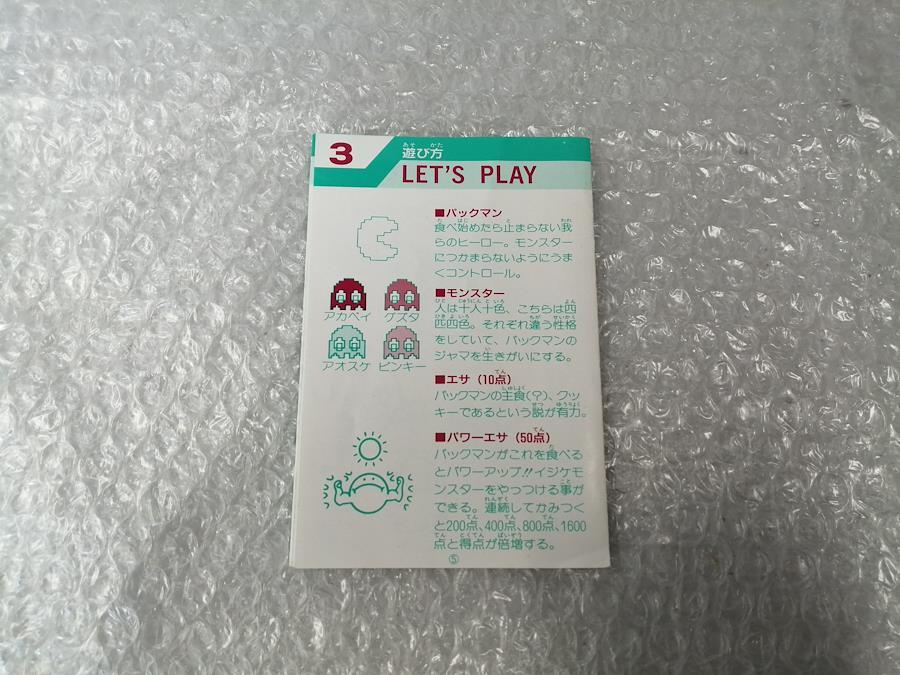 3
遊び方
あそ かた
LET'S PLAY
■パックマン
食べ始めたら止まらない我
らのヒーロー。モンスター
につかまらないようにうま
くコントロール。
アカベイ グズタ
アオスケ ピンキー
■モンスター
人は十人十色、こちらは四
匹四色。それぞれ違う性格
をしていて、パックマンの
ジャマを生きがいにする。
■エサ (10点)
パックマンの主食(?)、クッ
キーであるという説が有力。
■パワーエサ (50点)
パックマンがこれを食べる
とパワーアップ!!イジケモ
ンスターをやっつける事が
できる。連続してかみつく
と200点、400点、800点、1600
点と得点が倍増する。
⑤